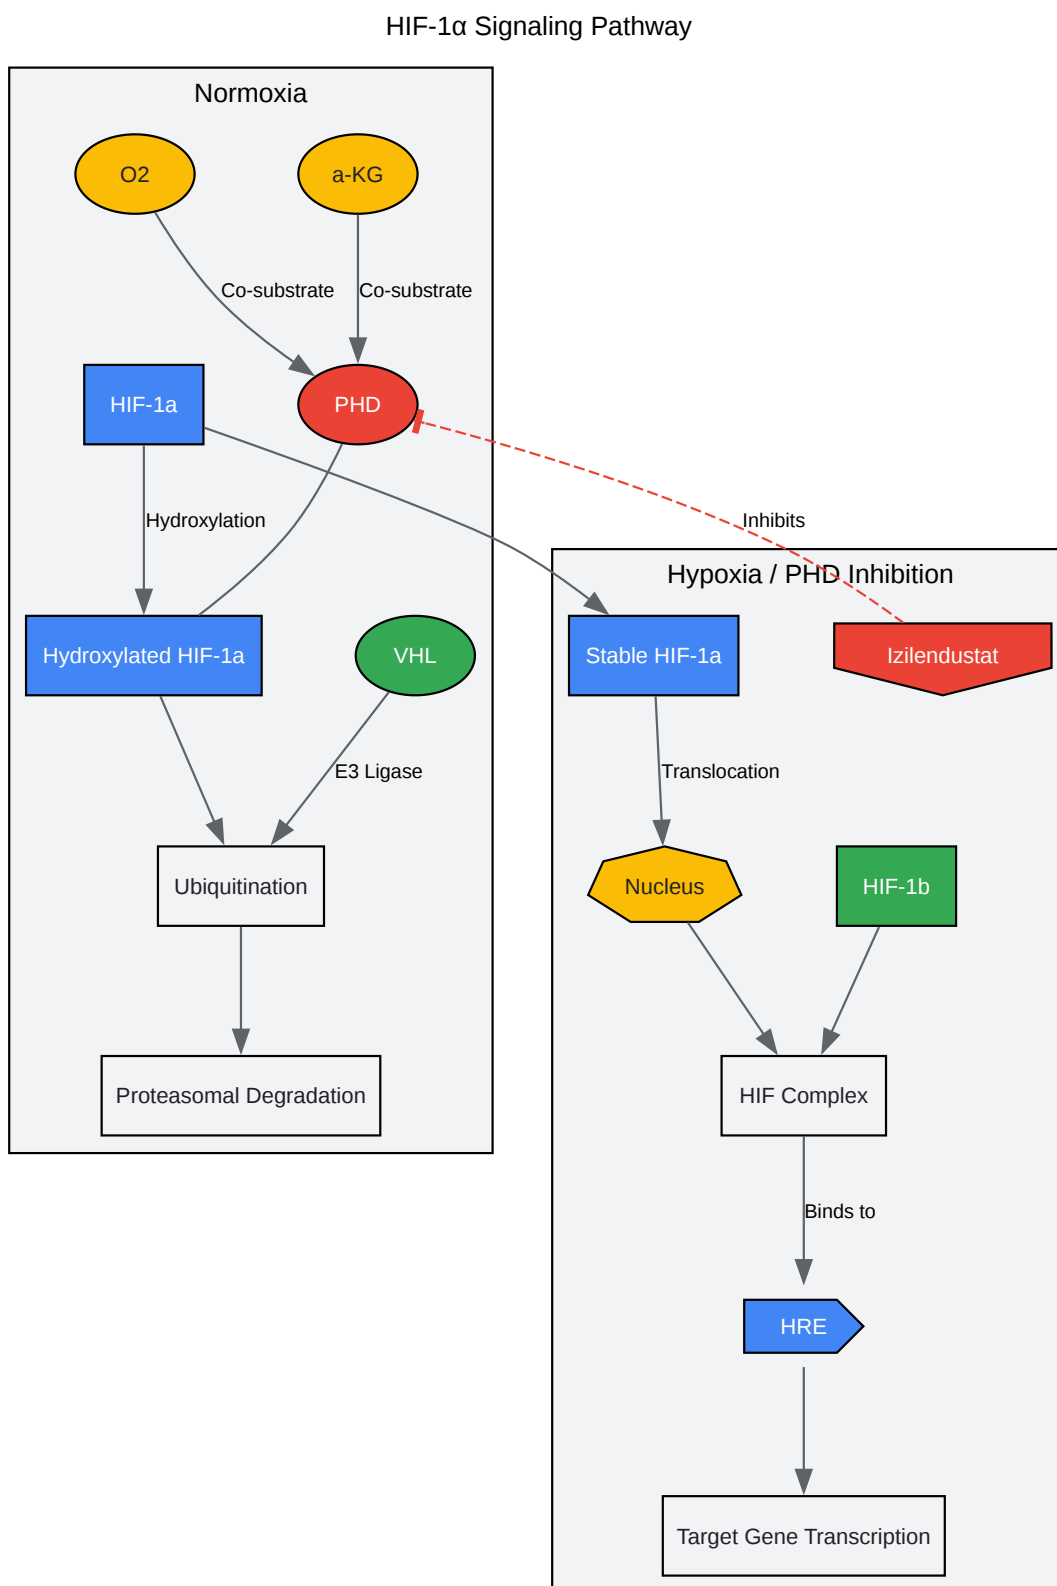 HIF-1α Signaling Pathway
Normoxia
O2
a-KG
Co-substrate
Co-substrate
HIF-1a
PHD
Hydroxylation
Inhibits
Hypoxia / PHD Inhibition
Hydroxylated HIF-1a
VHL
Stable HIF-1a
Izilendustat
E3 Ligase
Translocation
Ubiquitination
Nucleus
HIF-1b
Proteasomal Degradation
HIF Complex
Binds to
HRE
Target Gene Transcription